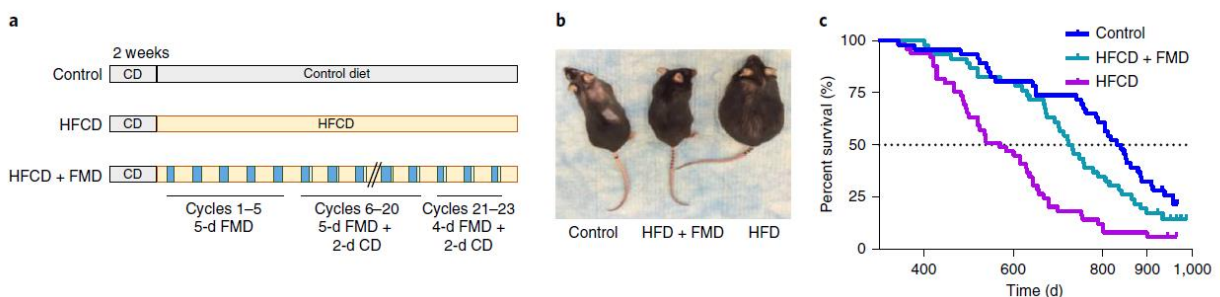 a
2 weeks
Control CD Control diet
HFCD CD HFCD
HFCD + FMD CD
Cycles 1–5
5-d FMD
Cycles 6–20
5-d FMD +
2-d CD
Cycles 21–23
4-d FMD +
2-d CD
b
Control HFD + FMD HFD
c
Control
HFCD + FMD
HFCD
Percent survival (%)
100
75
50
25
0
400 600 800 900 1,000
Time (d)